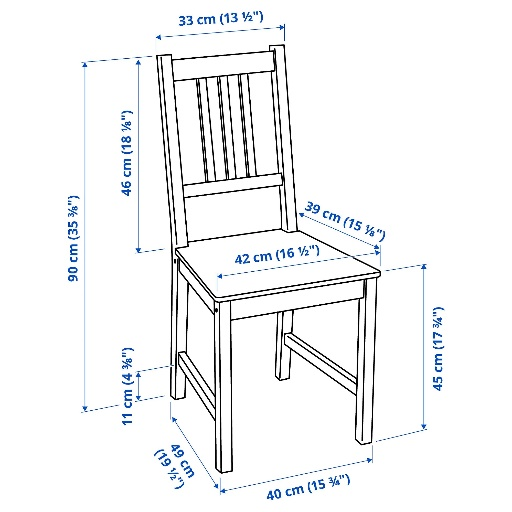 33 cm (13 ½")
46 cm (18 ⅛")
90 cm (35 ⅜")
39 cm (15 ⅜")
42 cm (16 ½")
45 cm (17 ¾")
11 cm (4 ⅜")
49 cm
(19 ½")
40 cm (15 ¾")